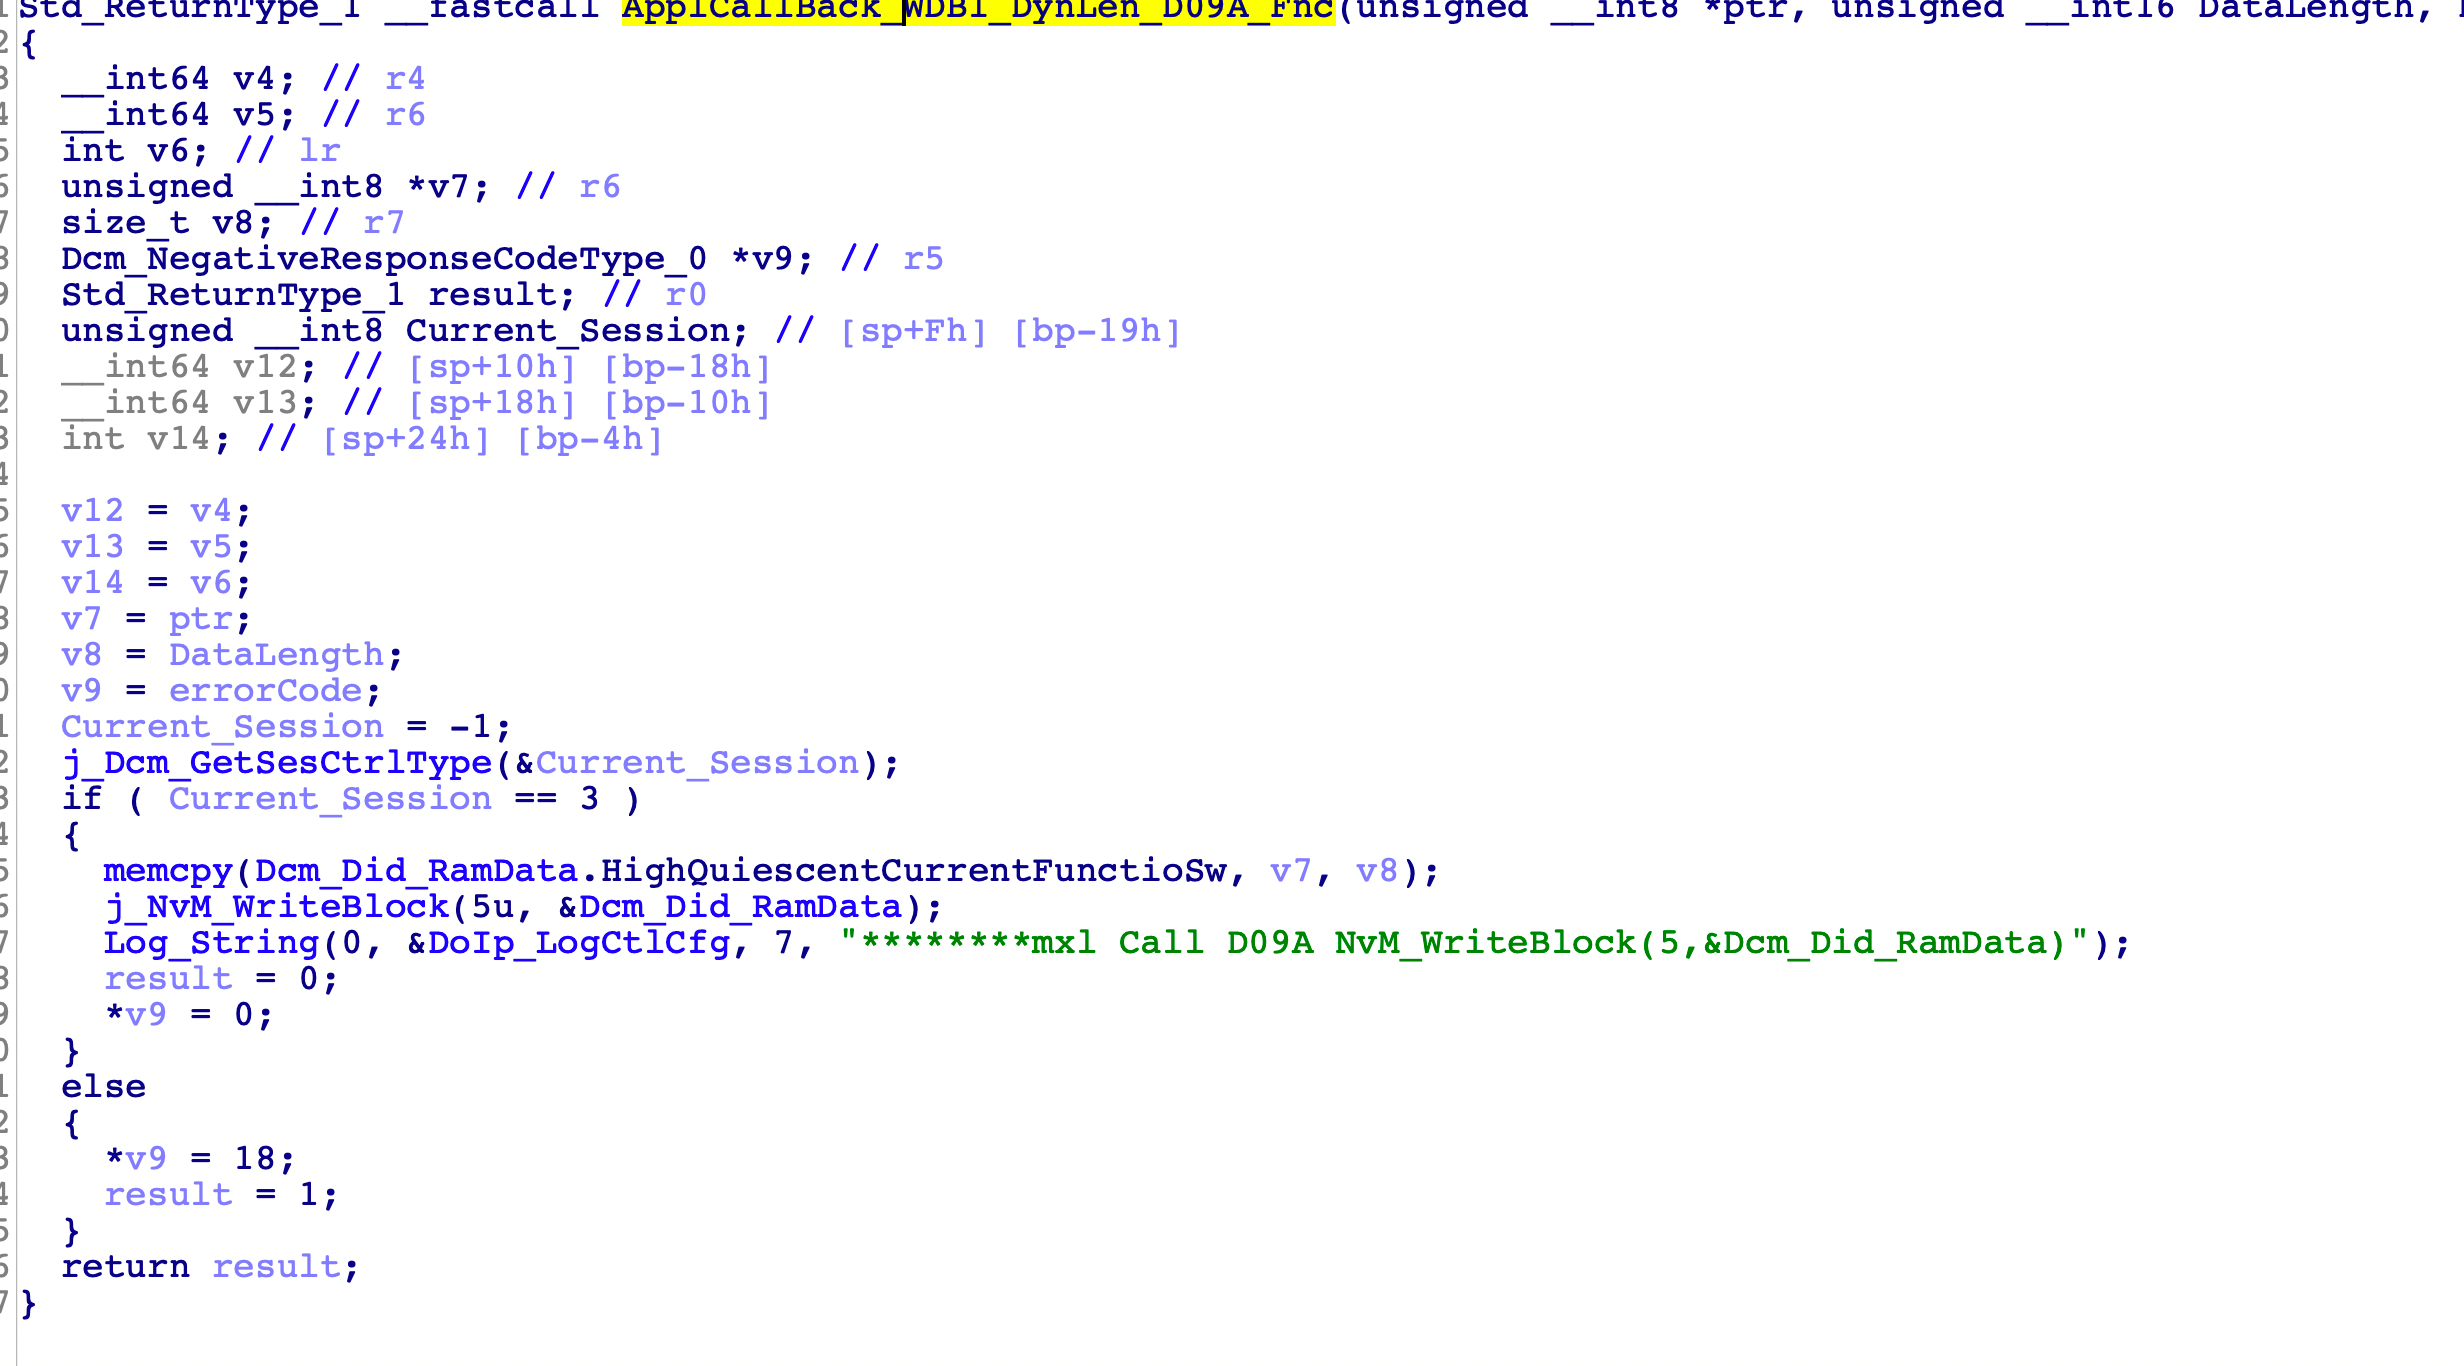 Std_ReturnType_1 __fastcall ApplCallBack_WDBI_DynLen_D09A_Fnc(unsigned __int8 *ptr, unsigned __int16 DataLength,
2 {
3   __int64 v4; // r4
4   __int64 v5; // r6
5   int v6; // lr
6   unsigned __int8 *v7; // r6
7   size_t v8; // r7
8   Dcm_NegativeResponseCodeType_0 *v9; // r5
9   Std_ReturnType_1 result; // r0
0   unsigned __int8 Current_Session; // [sp+Fh] [bp-19h]
1   __int64 v12; // [sp+10h] [bp-18h]
2   __int64 v13; // [sp+18h] [bp-10h]
3   int v14; // [sp+24h] [bp-4h]
4
5   v12 = v4;
6   v13 = v5;
7   v14 = v6;
8   v7 = ptr;
9   v8 = DataLength;
0   v9 = errorCode;
1   Current_Session = -1;
2   j_Dcm_GetSesCtrlType(&Current_Session);
3   if ( Current_Session == 3 )
4   {
5     memcpy(Dcm_Did_RamData.HighQuiescentCurrentFunctioSw, v7, v8);
6     j_NvM_WriteBlock(5u, &Dcm_Did_RamData);
7     Log_String(0, &DoIp_LogCtlCfg, 7, "********mxl Call D09A NvM_WriteBlock(5,&Dcm_Did_RamData)");
8     result = 0;
9     *v9 = 0;
0   }
1   else
2   {
3     *v9 = 18;
4     result = 1;
5   }
6   return result;
7 }